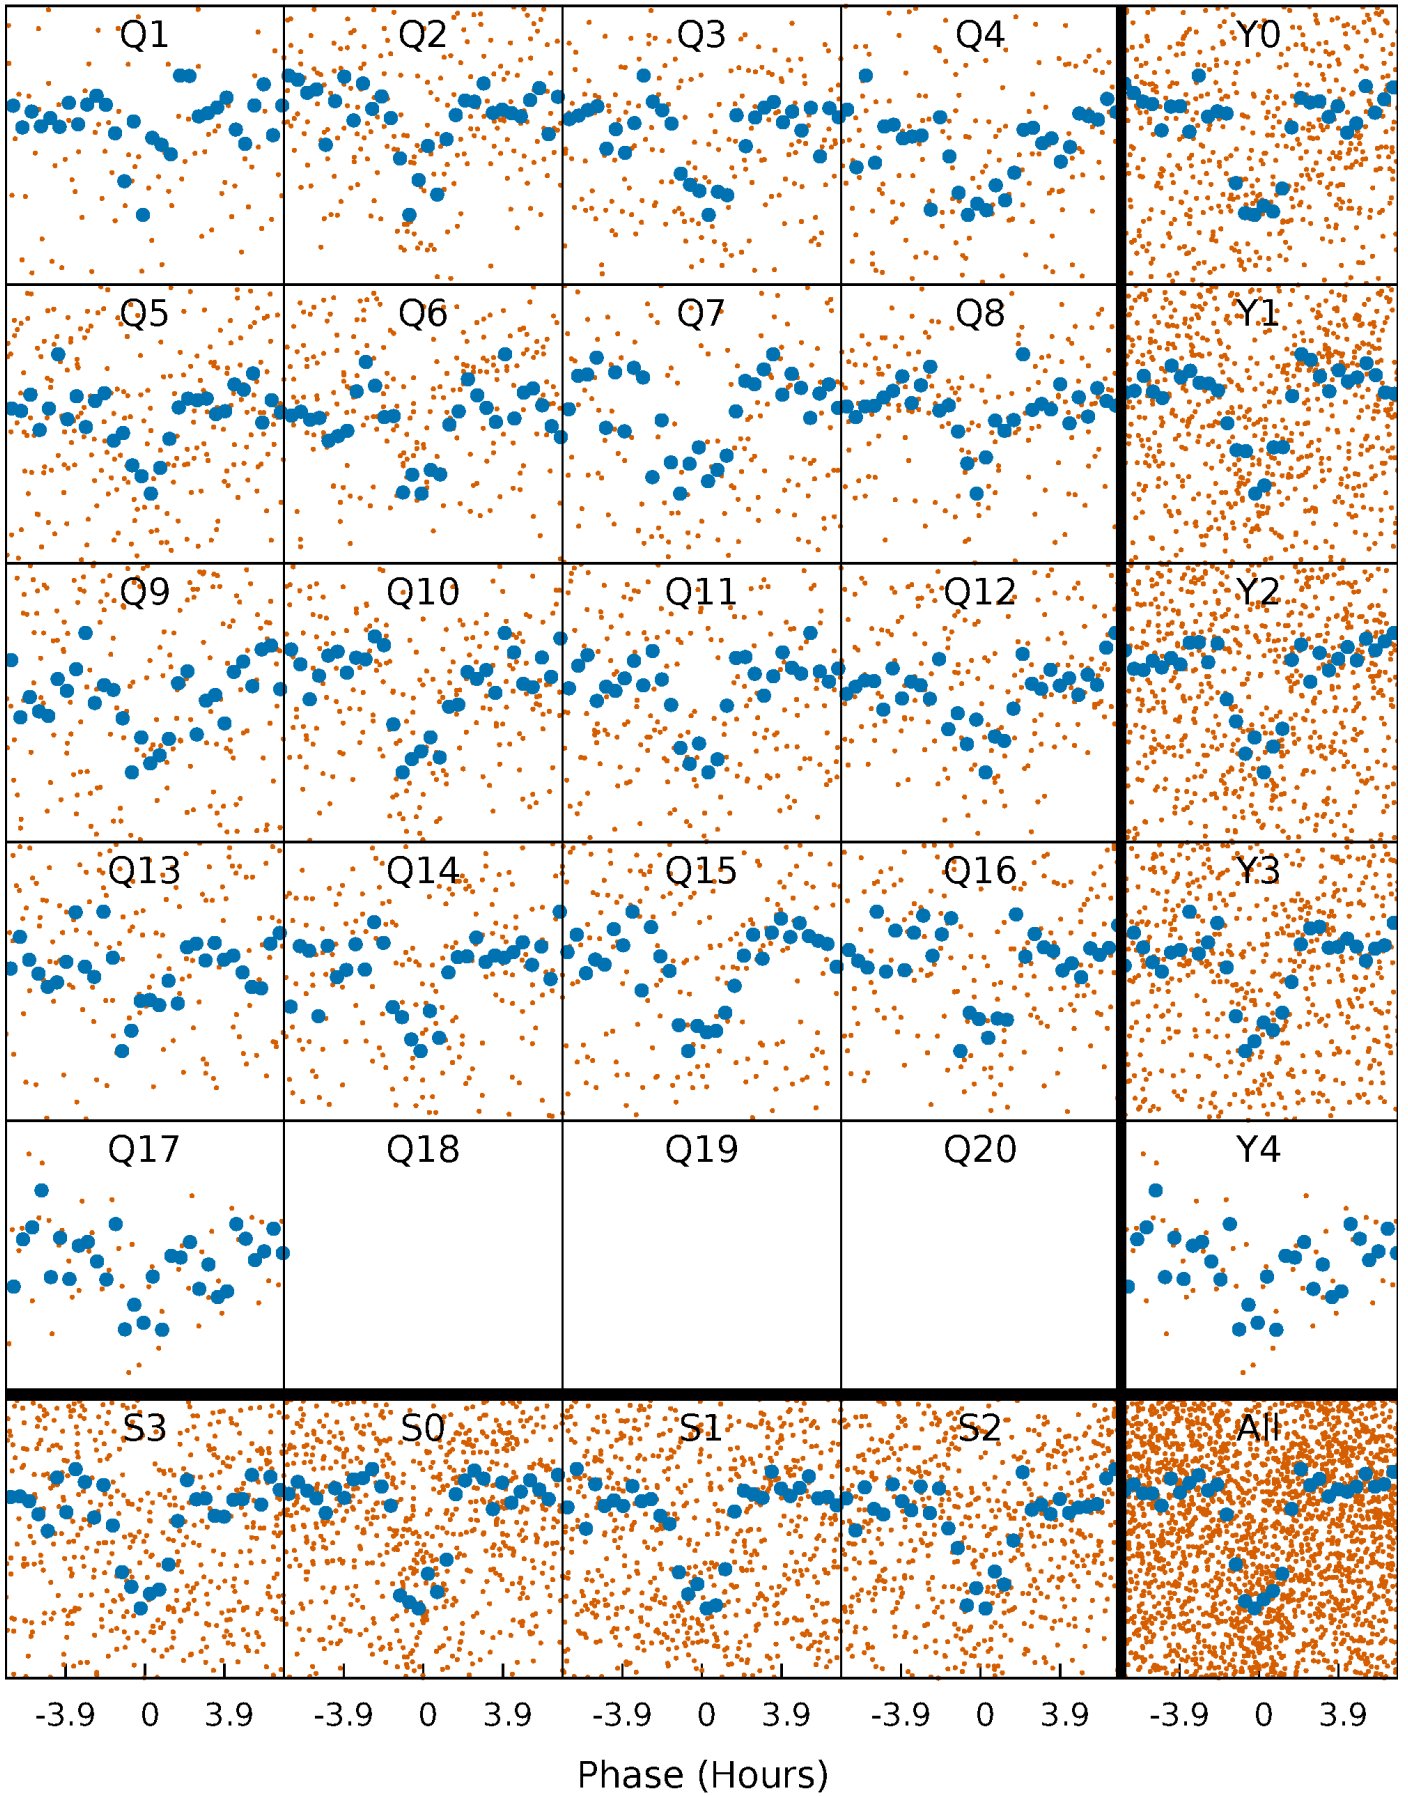 Q1 Q2 Q3 Q4 Y0
Q5 Q6 Q7 Q8 Y1
Q9 Q10 Q11 Q12 Y2
Q13 Q14 Q15 Q16 Y3
Q17 Q18 Q19 Q20 Y4
S3 S0 S1 S2 All
-3.9 0 3.9 -3.9 0 3.9 -3.9 0 3.9 -3.9 0 3.9 -3.9 0 3.9
Phase (Hours)